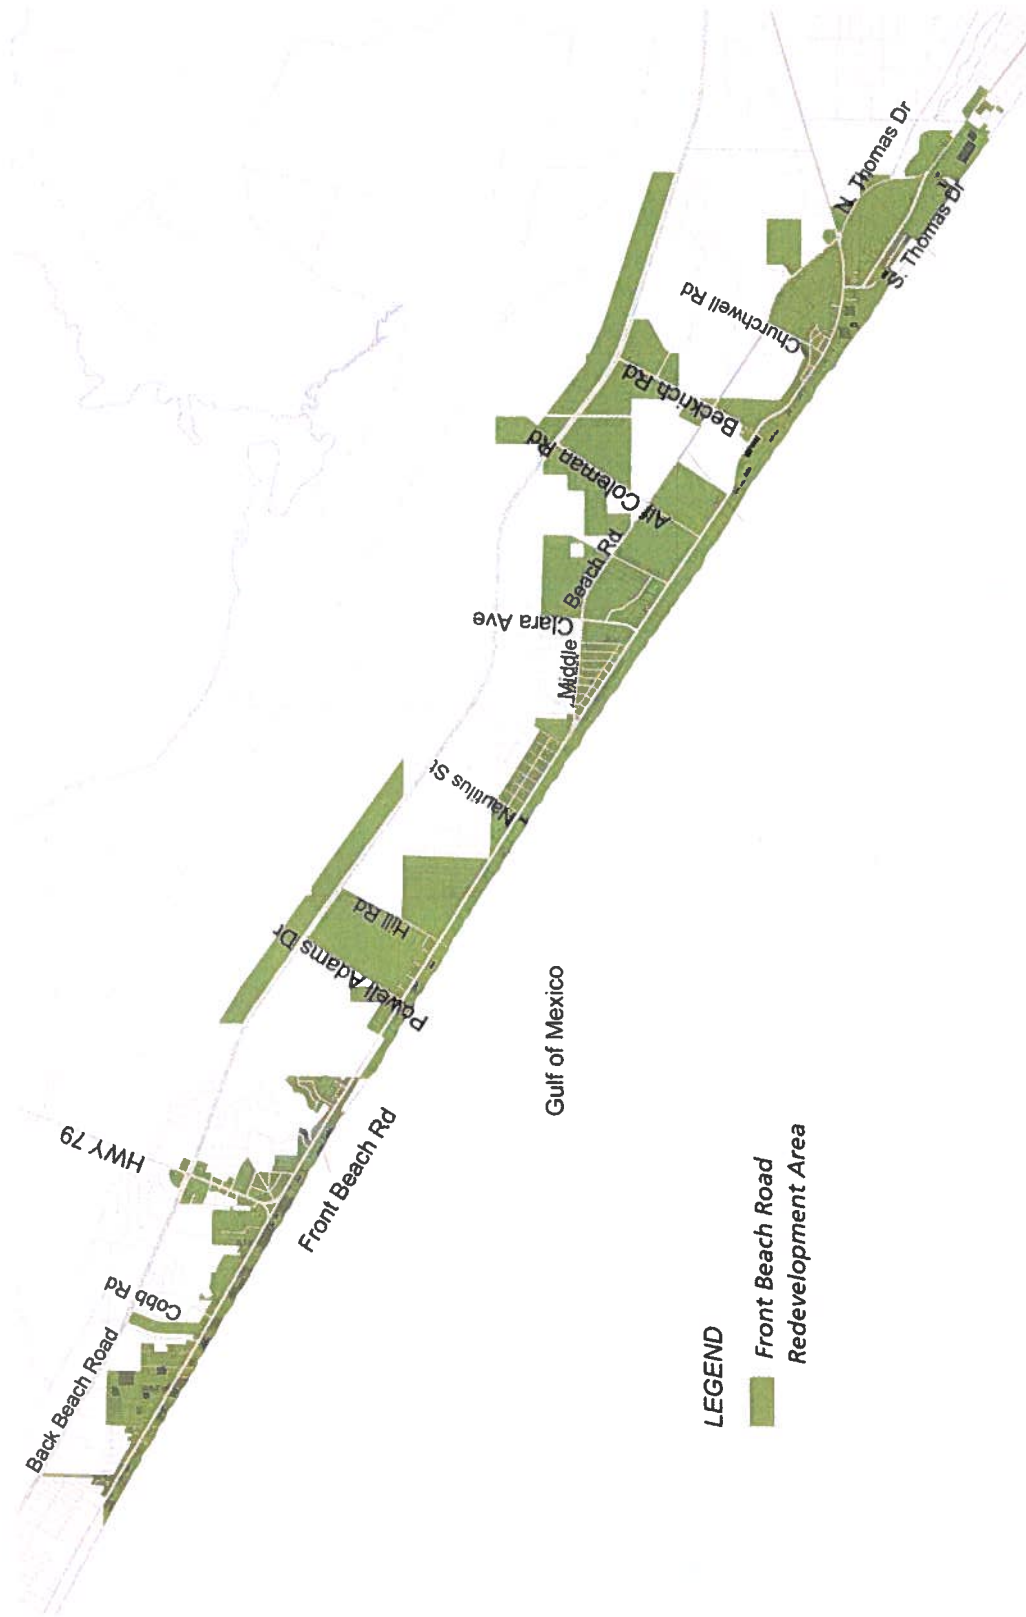 Back Beach Road
Cobb Rd
HWY 79
Front Beach Rd
Powell Adams Dr
Hill Rd
Nautilus St
Middle Beach Rd
Clara Ave
Alf Coleman Rd
Beckrich Rd
Churchwell Rd
N. Thomas Dr
S. Thomas Dr
Gulf of Mexico
LEGEND
Front Beach Road
Redevelopment Area